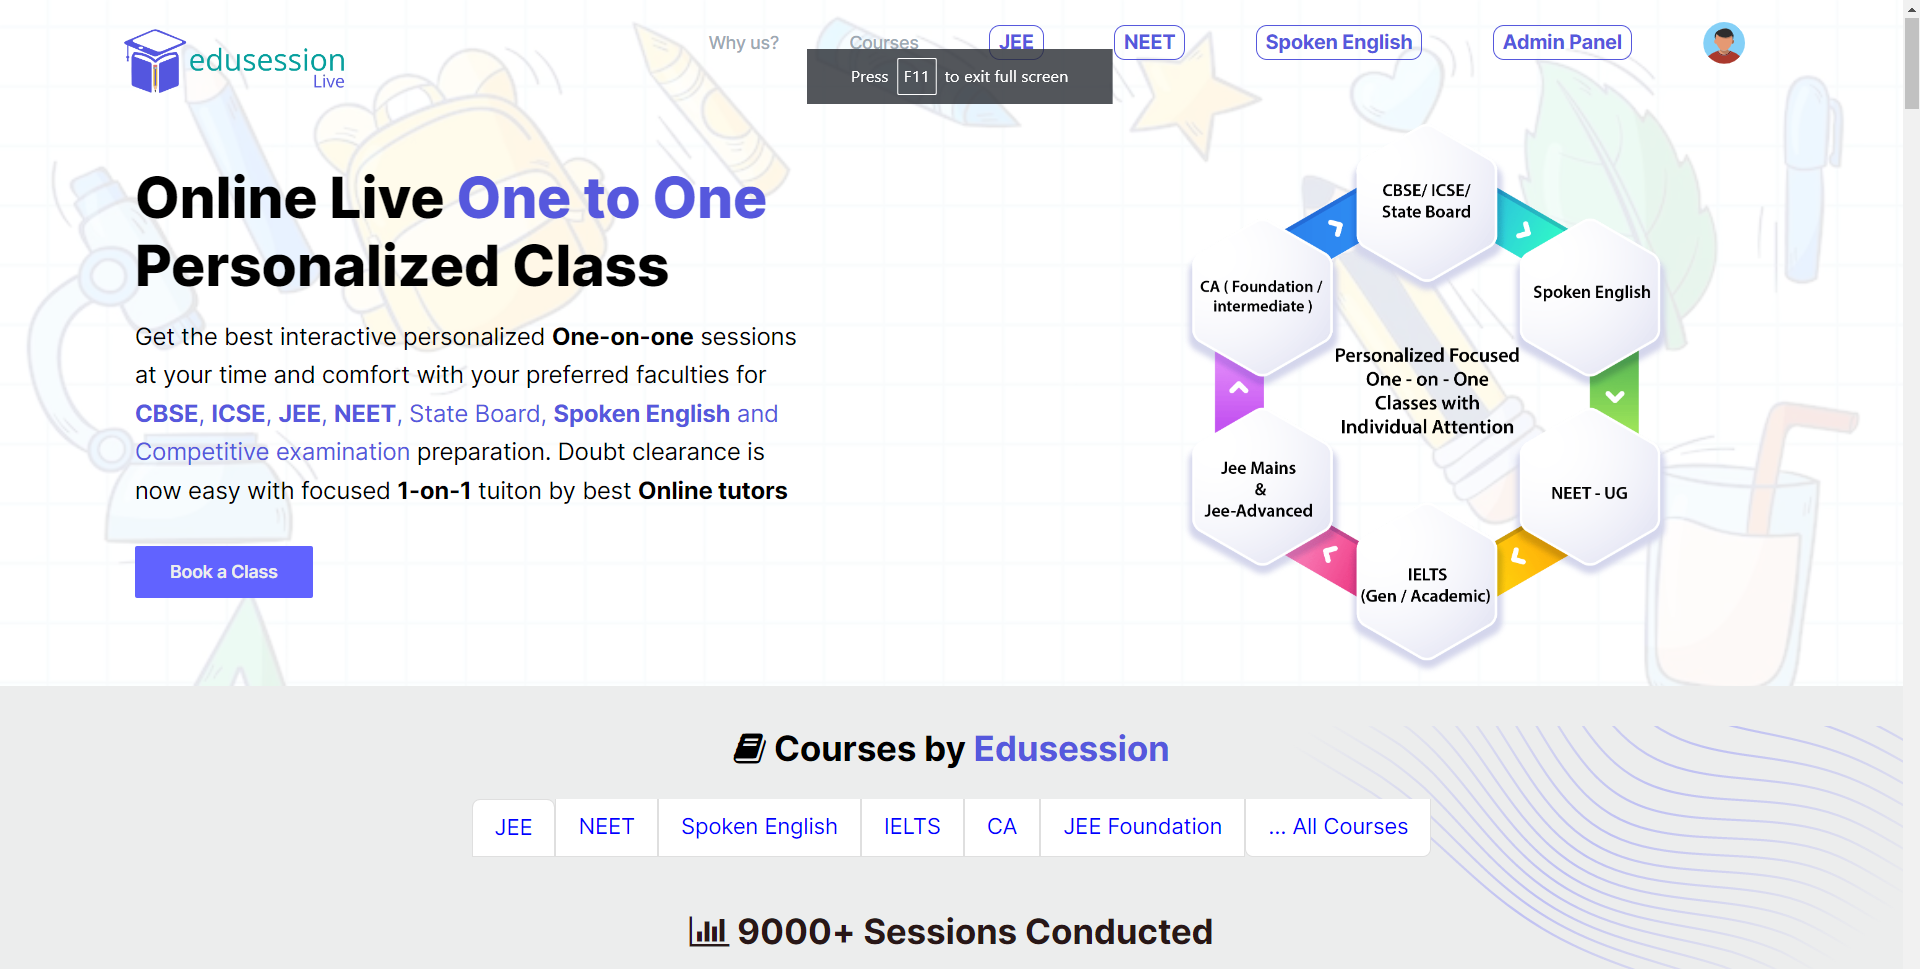 edusession
Live
Why us?
Courses
JEE
NEET
Spoken English
Admin Panel
Press F11 to exit full screen
Online Live One to One
Personalized Class
Get the best interactive personalized One-on-one sessions
at your time and comfort with your preferred faculties for
CBSE, ICSE, JEE, NEET, State Board, Spoken English and
Competitive examination preparation. Doubt clearance is
now easy with focused 1-on-1 tuiton by best Online tutors
Book a Class
CBSE/ ICSE/
State Board
Spoken English
NEET - UG
IELTS
(Gen / Academic)
Jee Mains
&
Jee-Advanced
CA ( Foundation /
intermediate )
Personalized Focused
One - on - One
Classes with
Individual Attention
Courses by Edusession
JEE
NEET
Spoken English
IELTS
CA
JEE Foundation
... All Courses
9000+ Sessions Conducted